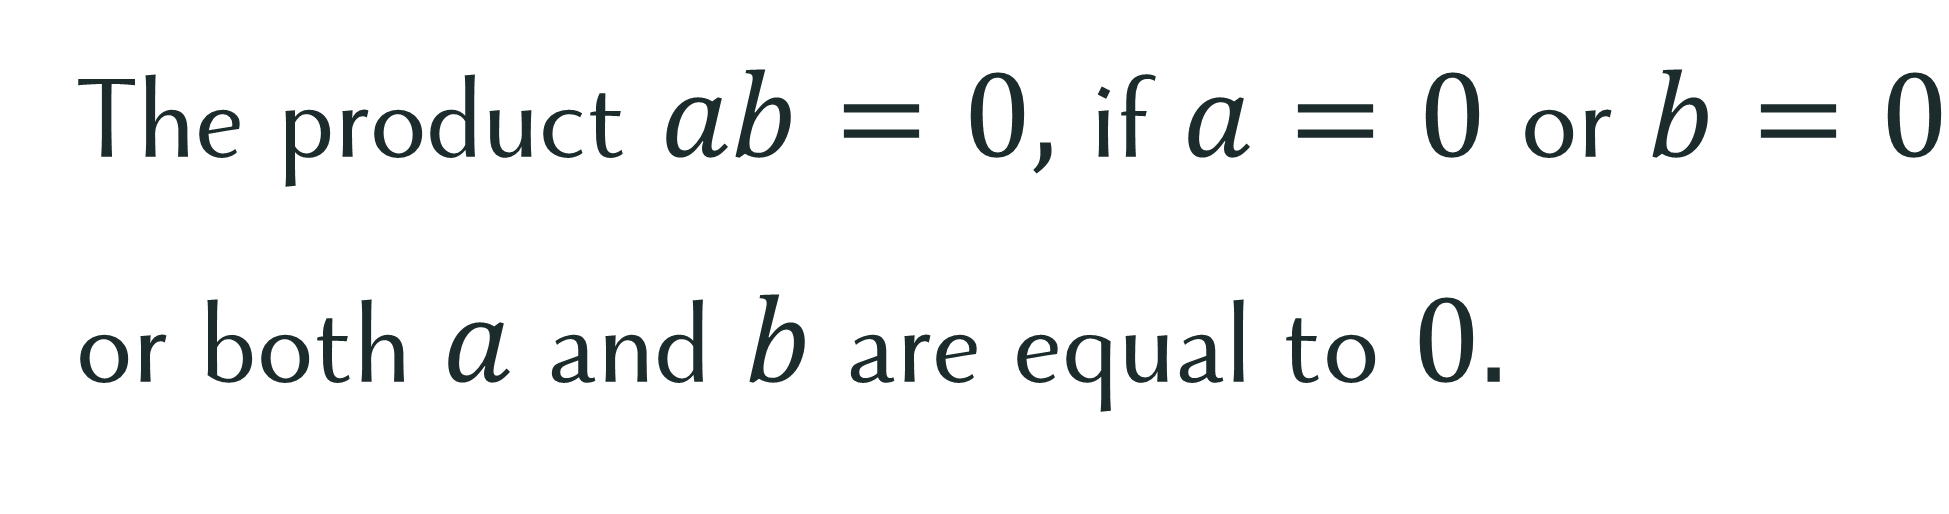 The product ab = 0, if a = 0 or b = 0
or both a and b are equal to 0.